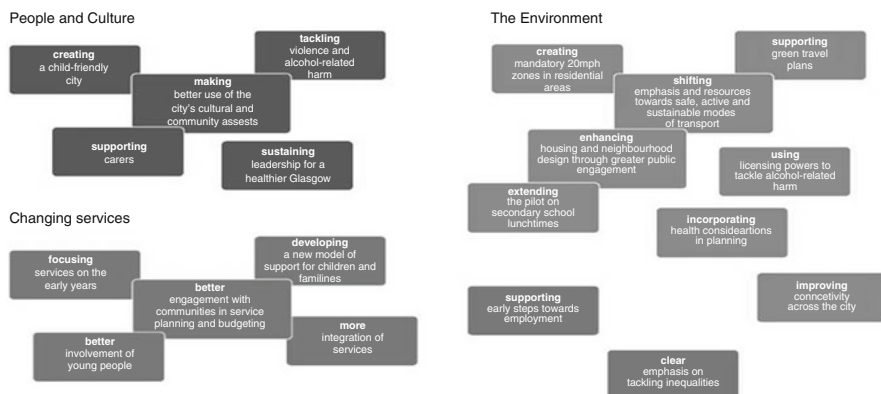 People and Culture
creating
a child-friendly
city
tackling
violence and
alcohol-related
harm
making
better use of the
city's cultural and
community assests
supporting
carers
sustaining
leadership for a
healthier Glasgow
Changing services
focusing
services on the
early years
developing
a new model of
support for children and
familines
better
engagement with
communities in service
planning and budgeting
better
involvement of
young people
more
integration of
services
The Environment
creating
mandatory 20mph
zones in residential
areas
supporting
green travel
plans
shifting
emphasis and resources
towards safe, active and
sustainable modes
of transport
enhancing
housing and neighbourhood
design through greater public
engagement
using
licensing powers to
tackle alcohol-related
harm
extending
the pilot on
secondary school
lunchtimes
incorporating
health consideartions
in planning
improving
conncetivity
across the city
supporting
early steps towards
employment
clear
emphasis on
tackling inequalities